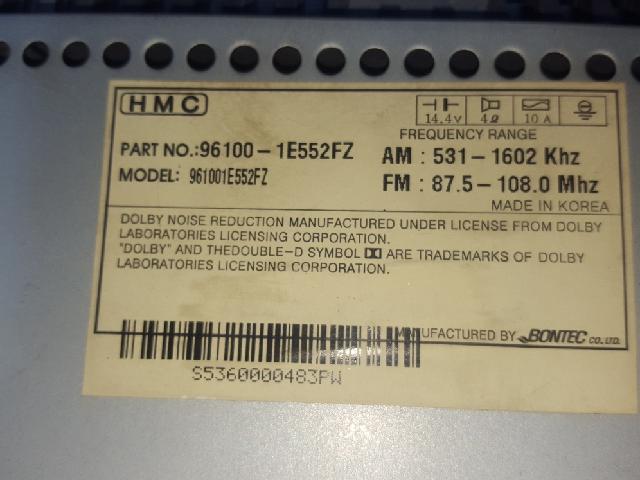 HMC
14.4v 4Ω 10 A
FREQUENCY RANGE
PART NO.:96100-1E552FZ
AM : 531-1602 Khz
MODEL: 961001E552FZ
FM : 87.5-108.0 Mhz
MADE IN KOREA
DOLBY NOISE REDUCTION MANUFACTURED UNDER LICENSE FROM DOLBY
LABORATORIES LICENSING CORPORATION.
"DOLBY" AND THEDOUBLE-D SYMBOL ARE TRADEMARKS OF DOLBY
LABORATORIES LICENSING CORPORATION.
MANUFACTURED BY BONTEC CO.,LTD.
S5360000483PW